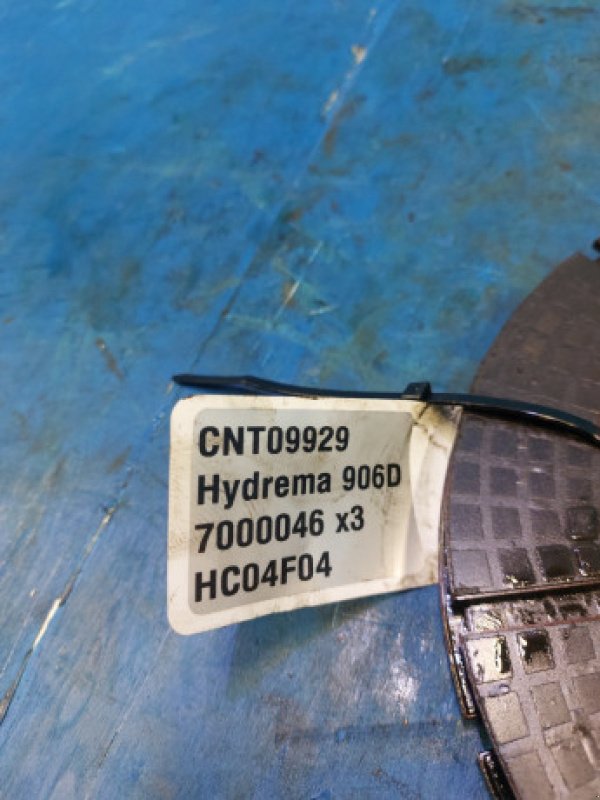 CNT09929
Hydrema 906D
7000046 x3
HC04F04